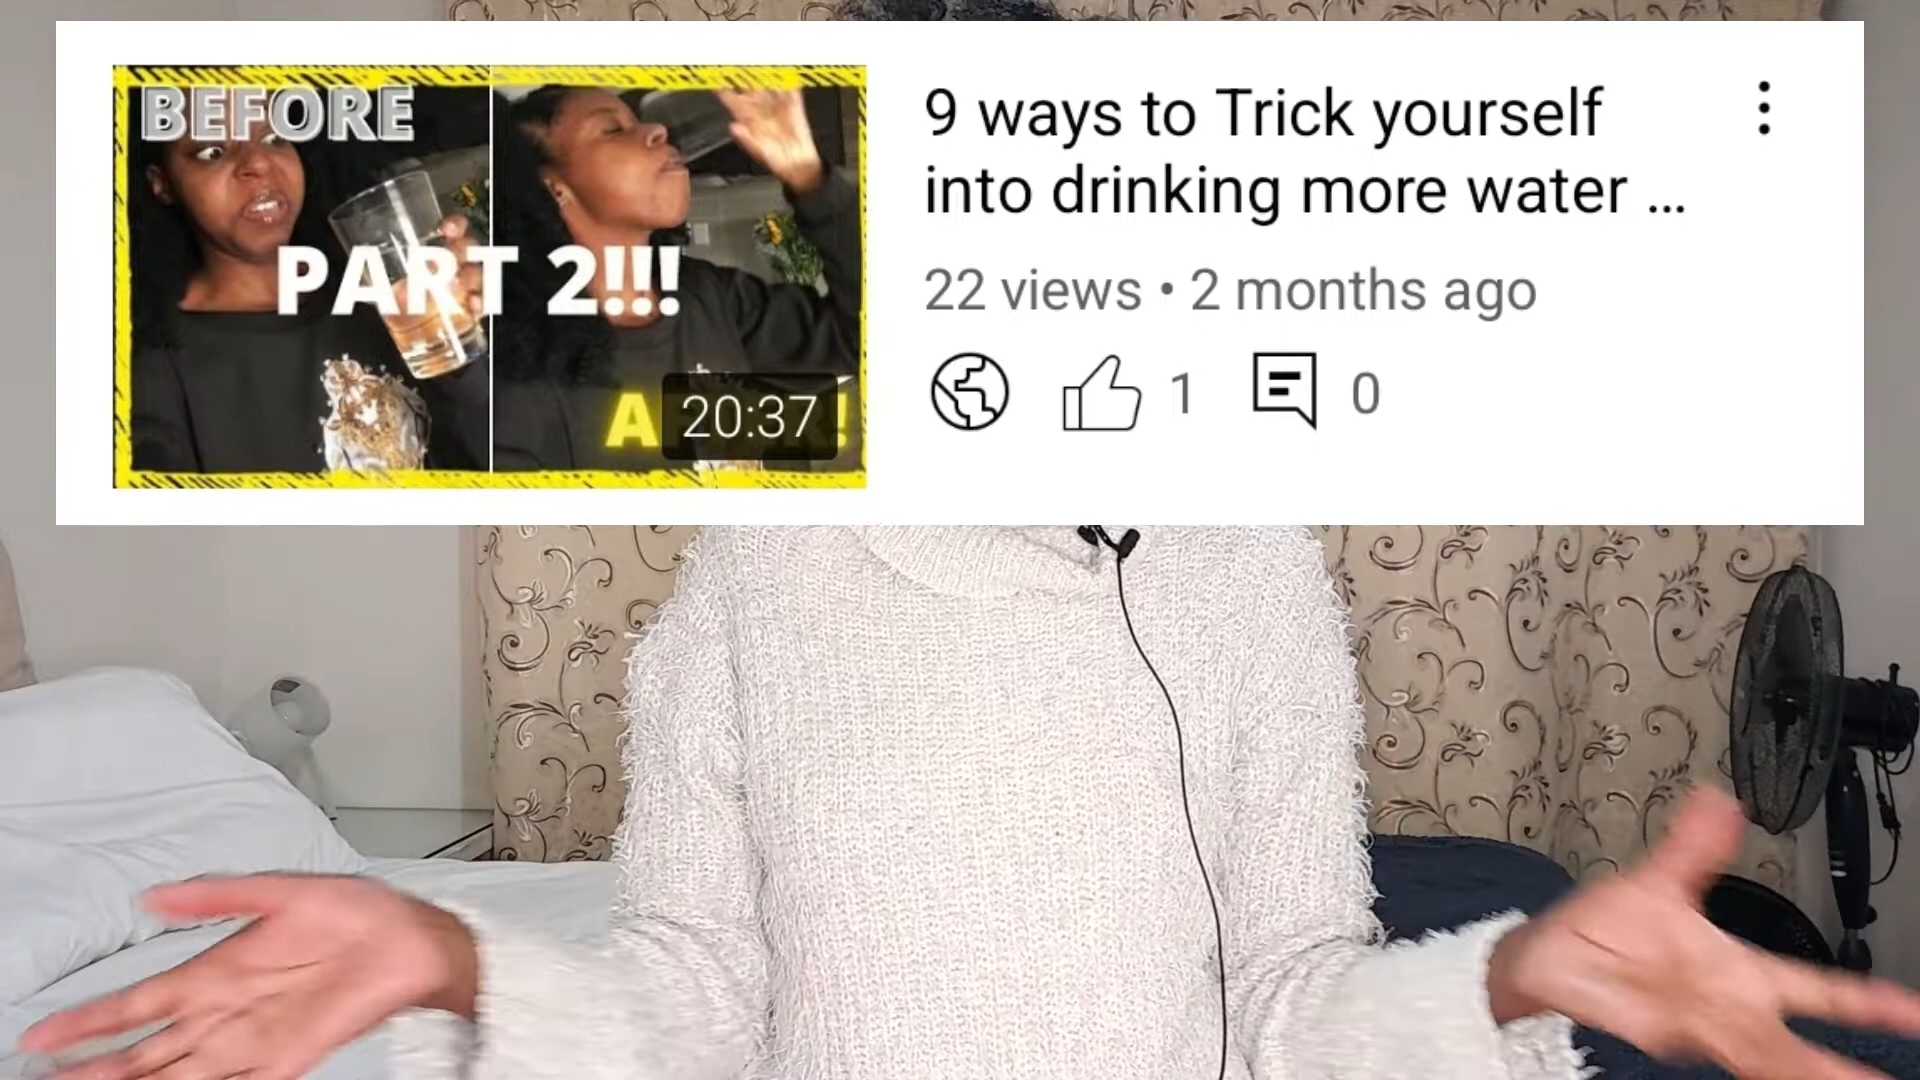 BEFORE
PART 2!!!
20:37
9 ways to Trick yourself
into drinking more water ...
22 views • 2 months ago
1
0